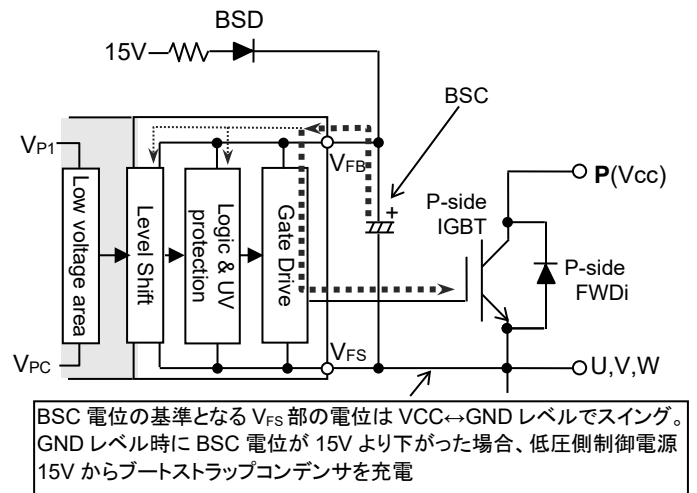 BSD
15V
BSC
VP1
VFB
P(Vcc)
+
P-side
IGBT
Low voltage area
Level Shift
Logic & UV
protection
Gate Drive
P-side
FWDi
VPC
VFS
U,V,W
BSC 電位の基準となる VFS 部の電位は VCC↔GND レベルでスイング。
GND レベル時に BSC 電位が 15V より下がった場合、低圧側制御電源
15V からブートストラップコンデンサを充電